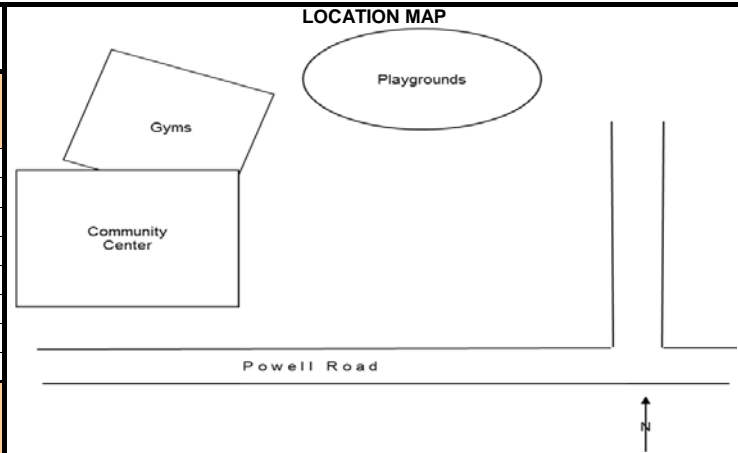 LOCATION MAP
Playgrounds
Gyms
Community
Center
Powell Road
N